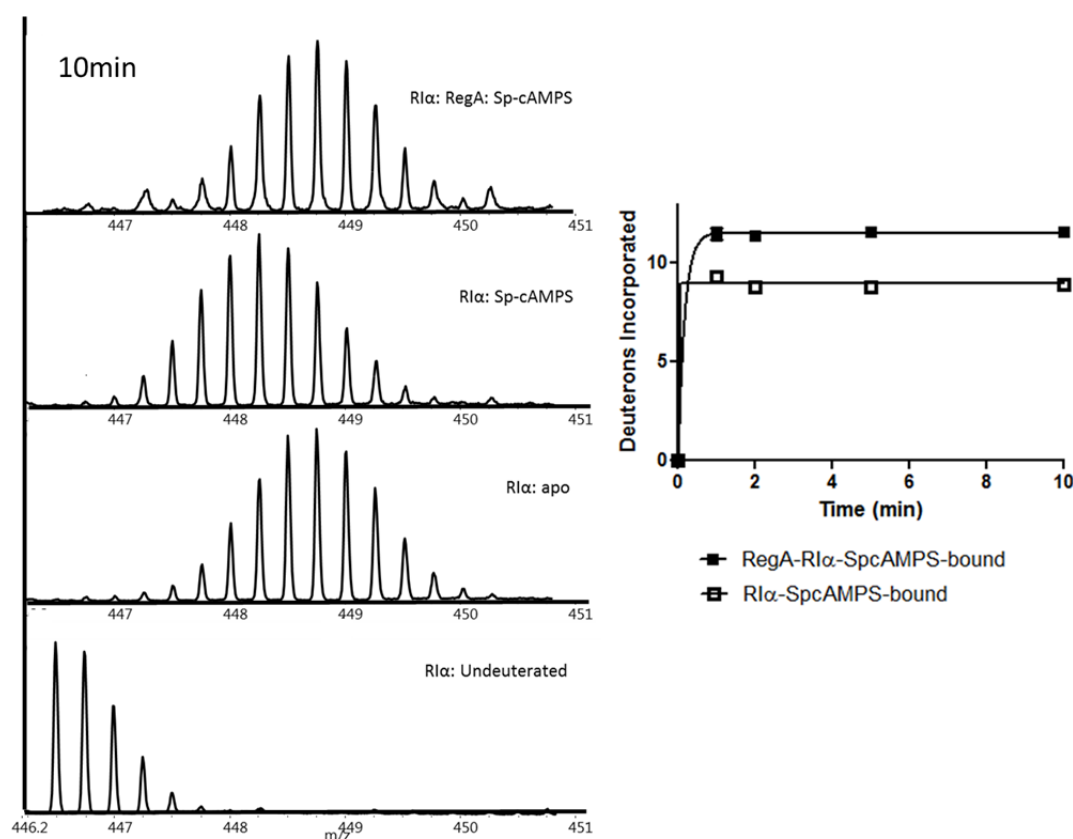 10min
RIα: RegA: Sp-cAMPS
447 448 449 450 451
RIα: Sp-cAMPS
447 448 449 450 451
RIα: apo
447 448 449 450 451
RIα: Undeuterated
446.2 447 448 449 450 451
m/z
Deuterons Incorporated
10
5
0
0 2 4 6 8 10
Time (min)
RegA-RIα-SpcAMPS-bound
RIα-SpcAMPS-bound